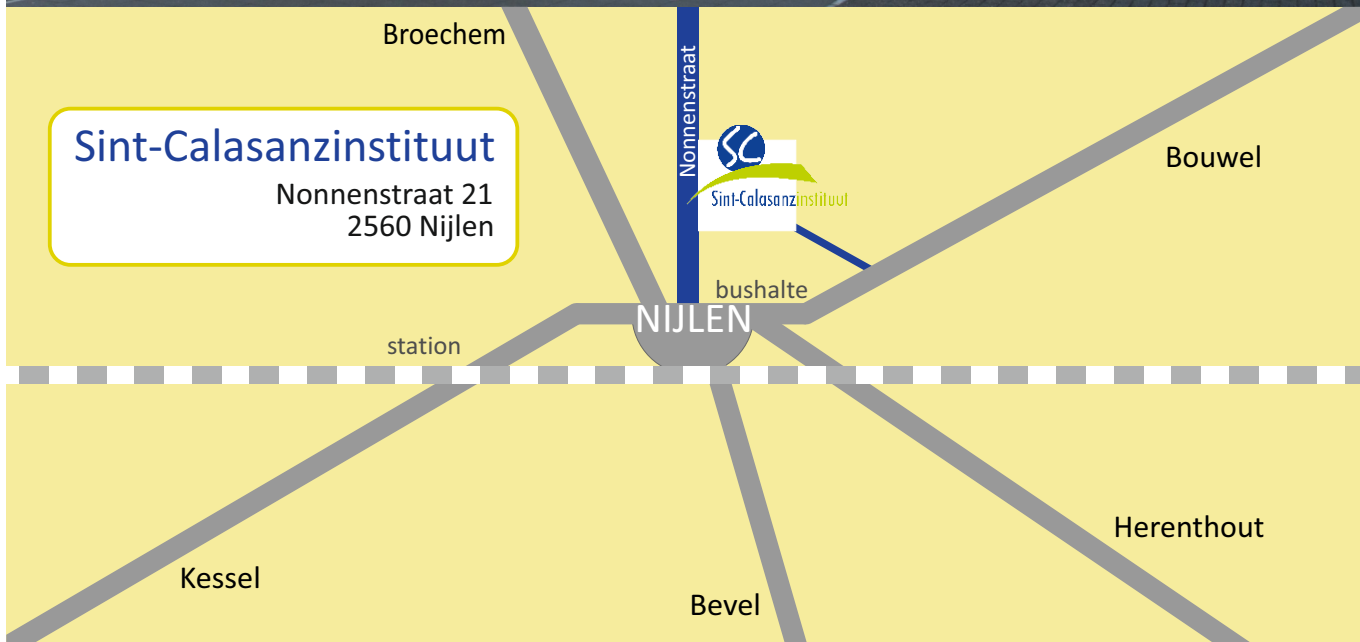 Broechem
Nonnenstraat
Sint-Calasanzinstituut
Nonnenstraat 21
2560 Nijlen
SC
Sint-Calasanzinstituut
Bouwel
bushalte
NIJLEN
station
Herenthout
Kessel
Bevel